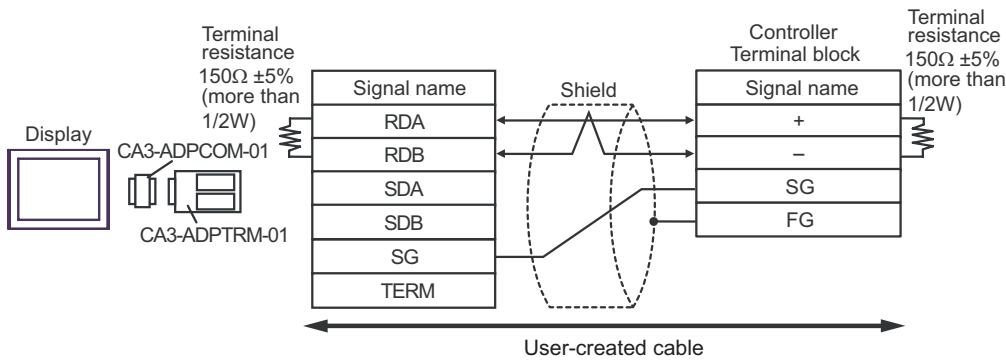 Terminal
resistance
150Ω ±5%
(more than
1/2W)
Controller
Terminal block
Terminal
resistance
150Ω ±5%
(more than
1/2W)
Display
CA3-ADPCOM-01
CA3-ADPTRM-01
Signal name
RDA
RDB
SDA
SDB
SG
TERM
Shield
Signal name
+
–
SG
FG
User-created cable